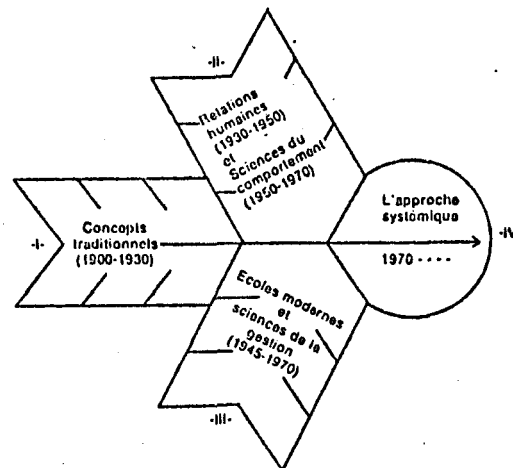 -I-
Concepts
traditionnels
(1900-1930)
-II-
Relations
humaines
(1930-1950)
et
Sciences du
comportement
(1950-1970)
-III-
Ecoles modernes
et
sciences de la
gestion
(1945-1970)
L'approche
systómique
1970 - - - -
-IV